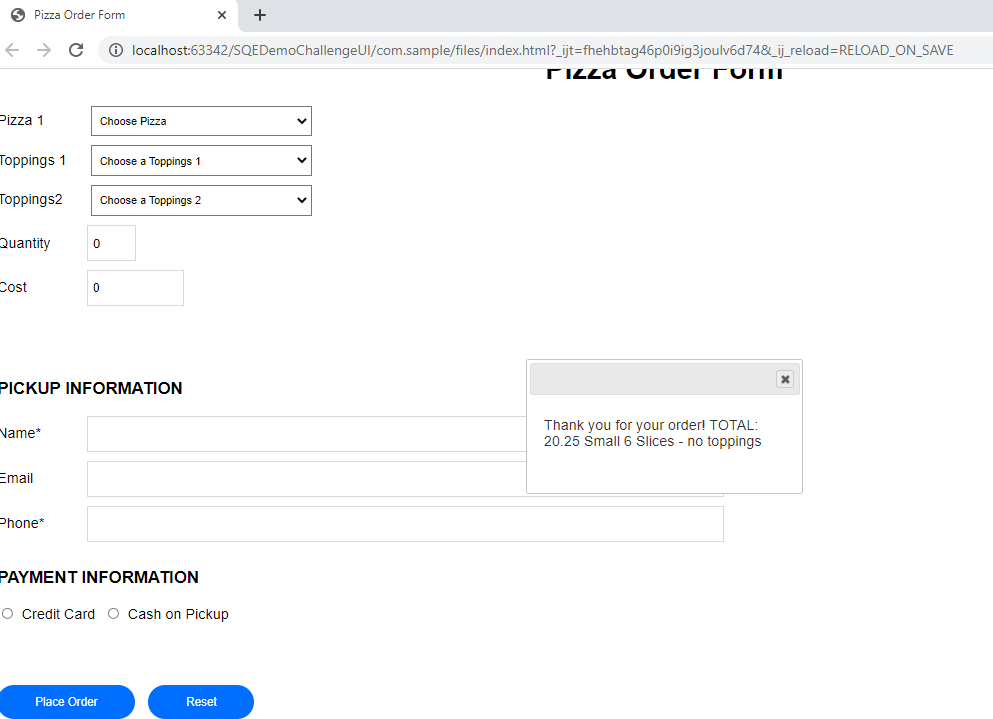 Pizza Order Form
localhost:63342/SQEDemoChallengeUI/com.sample/files/index.html?_ijt=fhehbtag46p0i9ig3joulv6d74&_ij_reload=RELOAD_ON_SAVE
Pizza Order Form
Pizza 1 Choose Pizza
Toppings 1 Choose a Toppings 1
Toppings2 Choose a Toppings 2
Quantity 0
Cost 0
PICKUP INFORMATION
Name*
Thank you for your order! TOTAL:
20.25 Small 6 Slices - no toppings
Email
Phone*
PAYMENT INFORMATION
Credit Card Cash on Pickup
Place Order Reset